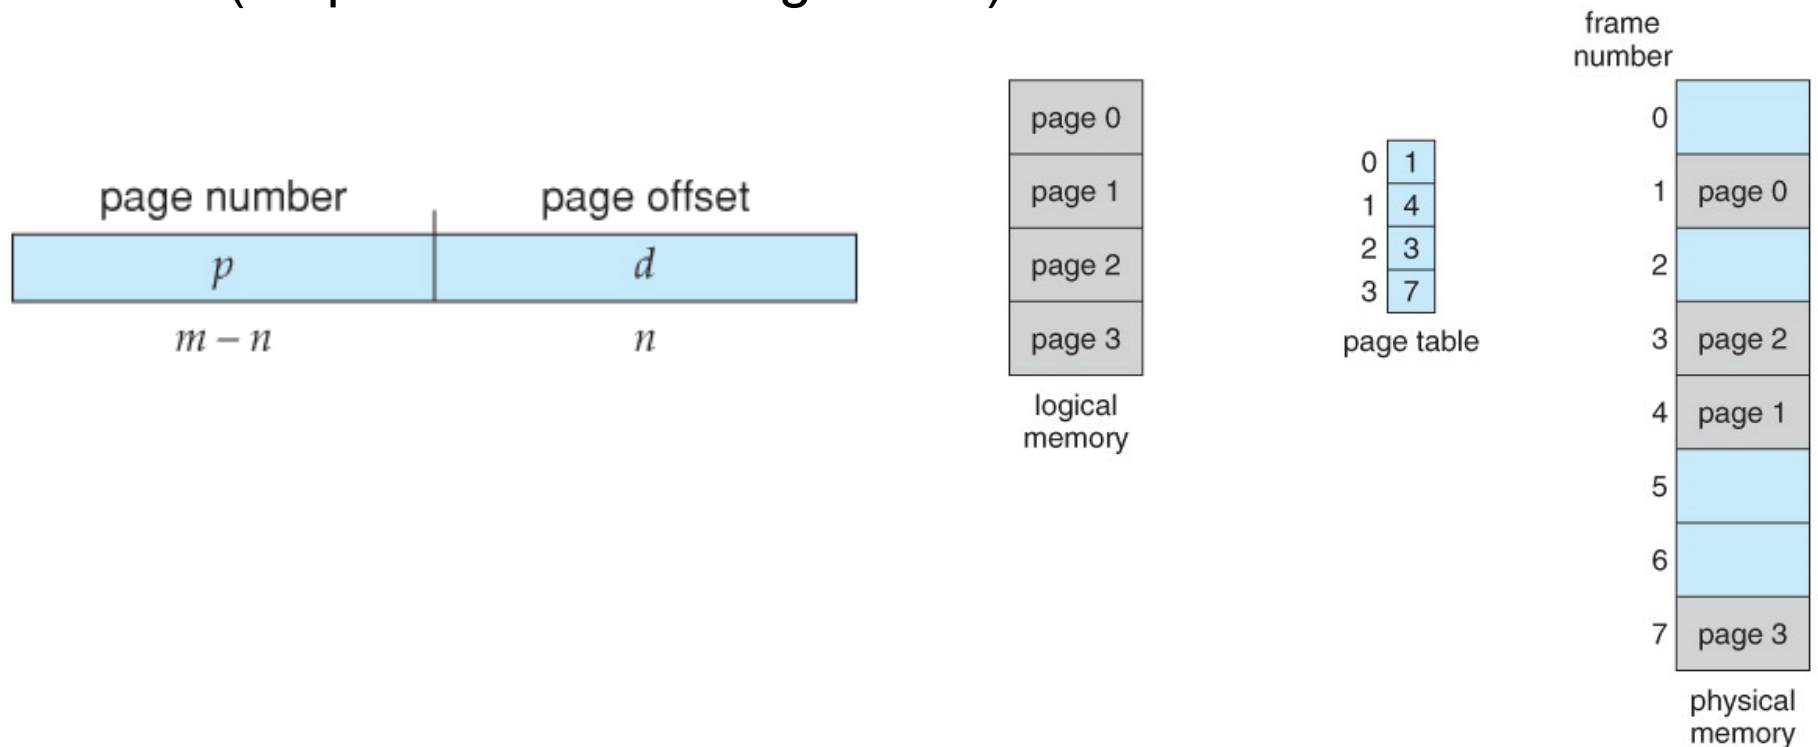 page number page offset
p d
m – n n
page 0
page 1
page 2
page 3
logical
memory
0 1
1 4
2 3
3 7
page table
frame
number
0
1 page 0
2
3 page 2
4 page 1
5
6
7 page 3
physical
memory